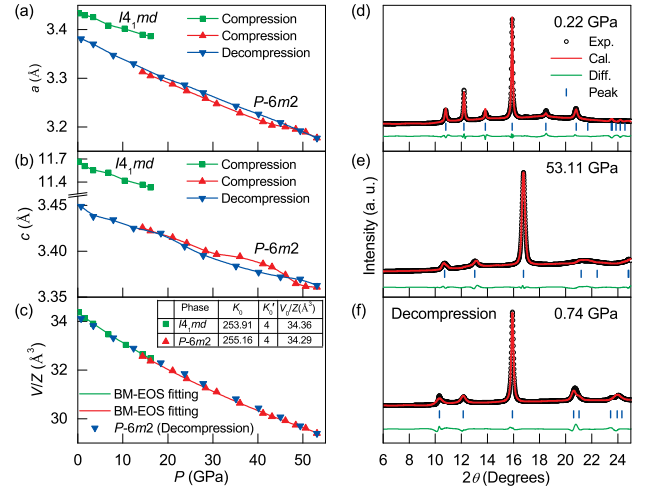 (a)
I4₁md
Compression
Compression
Decompression
P-6m2
a (Å)
3.4
3.3
3.2
(b)
I4₁md
Compression
Compression
Decompression
P-6m2
c (Å)
11.7
11.4
3.45
3.40
3.35
(c)
Phase K₀ K₀′ V₀/Z(Å³)
I4₁md 253.91 4 34.36
P-6m2 255.16 4 34.29
BM-EOS fitting
BM-EOS fitting
P-6m2 (Decompression)
V/Z (Å³)
34
32
30
0 10 20 30 40 50
P (GPa)
(d)
0.22 GPa
Exp.
Cal.
Diff.
Peak
(e)
53.11 GPa
Intensity (a. u.)
(f)
Decompression 0.74 GPa
6 8 10 12 14 16 18 20 22 24
2θ (Degrees)